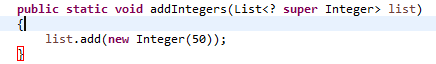 public static void addIntegers(List<? super Integer> list)
{
    list.add(new Integer(50));
}